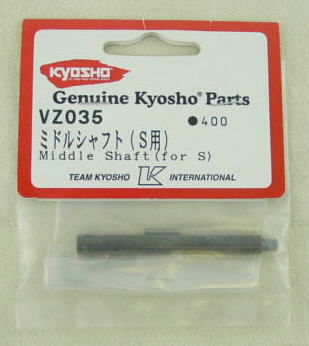 KYOSHO
Genuine Kyosho® Parts
VZ035 ●400
ミドルシャフト(S用)
Middle Shaft(for S)
TEAM KYOSHO K INTERNATIONAL